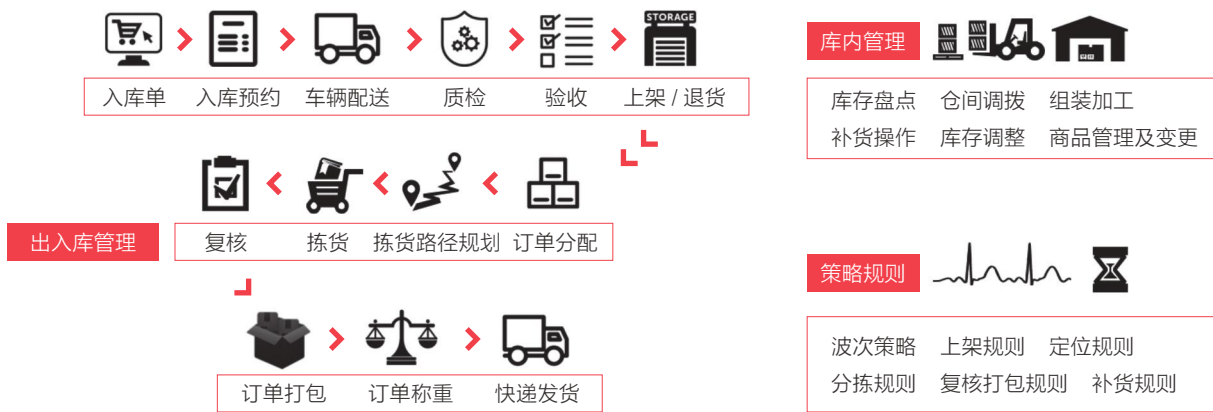 STORAGE
入库单 入库预约 车辆配送 质检 验收 上架 / 退货
出入库管理
复核 拣货 拣货路径规划 订单分配
订单打包 订单称重 快递发货
库内管理
库存盘点 仓间调拨 组装加工
补货操作 库存调整 商品管理及变更
策略规则
波次策略 上架规则 定位规则
分拣规则 复核打包规则 补货规则